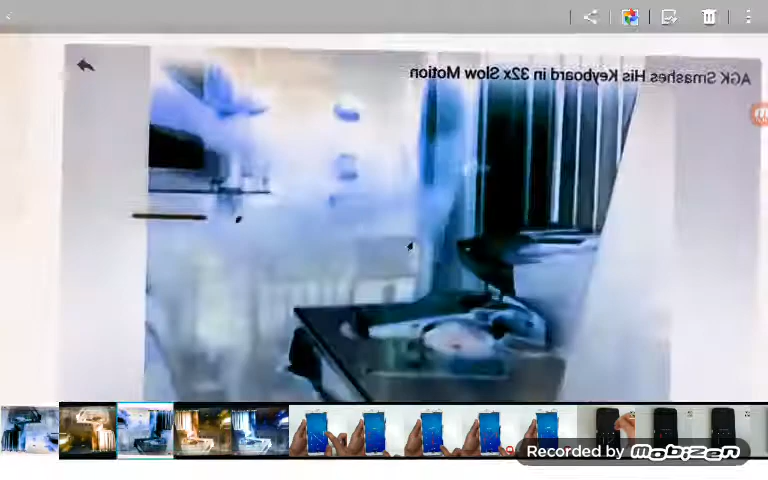 AGK Smashes His Keyboard in 32x Slow Motion
Recorded by mobizen